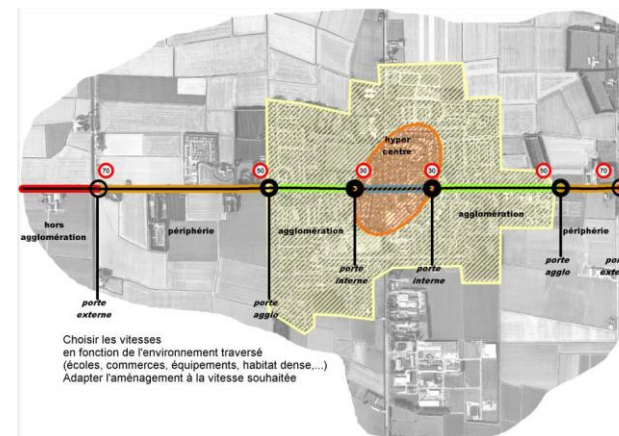 hyper
centre
70
50
30
30
50
70
hors
agglomération
périphérie
agglomération
agglomération
périphérie
porte
externe
porte
agglo
porte
interne
porte
interne
porte
agglo
Choisir les vitesses
en fonction de l'environnement traversé
(écoles, commerces, équipements, habitat dense,...)
Adapter l'aménagement à la vitesse souhaitée